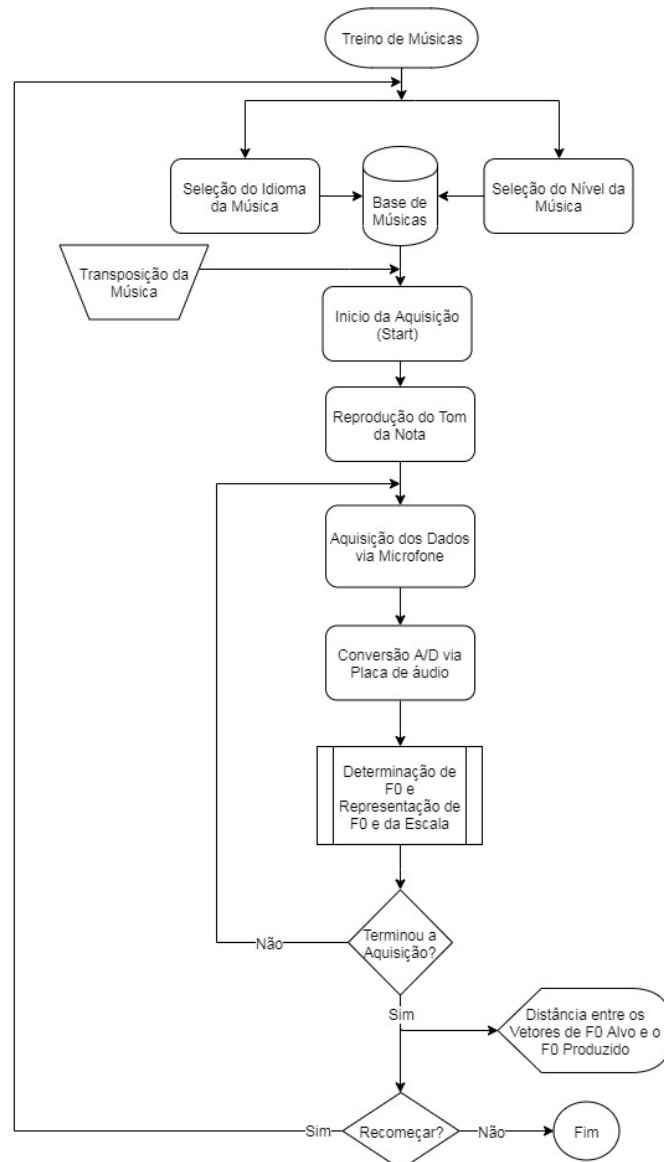 Treino de Músicas
Seleção do Idioma
da Música
Base de
Músicas
Seleção do Nível da
Música
Transposição da
Música
Inicio da Aquisição
(Start)
Reprodução do Tom
da Nota
Aquisição dos Dados
via Microfone
Conversão A/D via
Placa de áudio
Determinação de
F0 e
Representação de
F0 e da Escala
Terminou a
Aquisição?
Não
Sim
Distância entre os
Vetores de F0 Alvo e o
F0 Produzido
Sim
Recomeçar?
Não
Fim